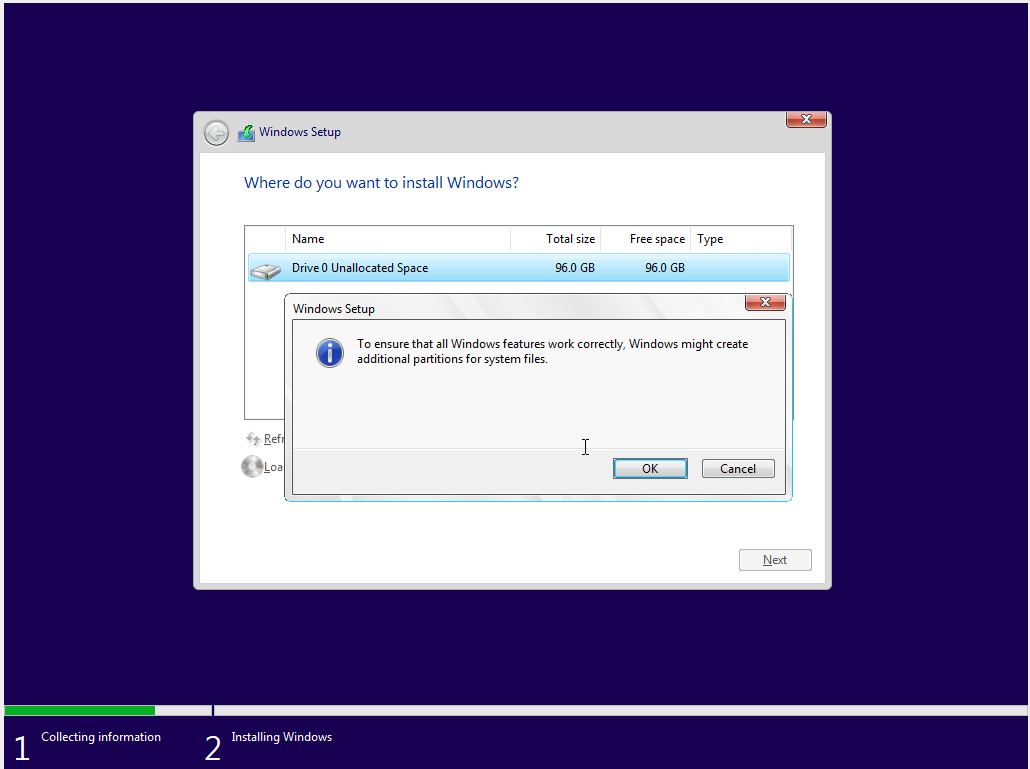 Windows Setup
Where do you want to install Windows?
Name Total size Free space Type
Drive 0 Unallocated Space 96.0 GB 96.0 GB
Windows Setup
To ensure that all Windows features work correctly, Windows might create
additional partitions for system files.
Refr
Loa
OK Cancel
Next
1 Collecting information
2 Installing Windows